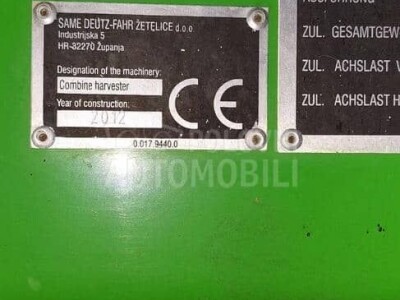 SAME DEUTZ-FAHR ŽETELICE d.o.o.
Industrijska 5
HR-32270 Županja
Designation of the machinery:
Combine harvester
Year of construction:
2012
CE
0.017.9440.0
ZUL. GESAMTGEW
ZUL. ACHSLAST V
ZUL. ACHSLAST H
POLOVNI
AUTOMOBILI